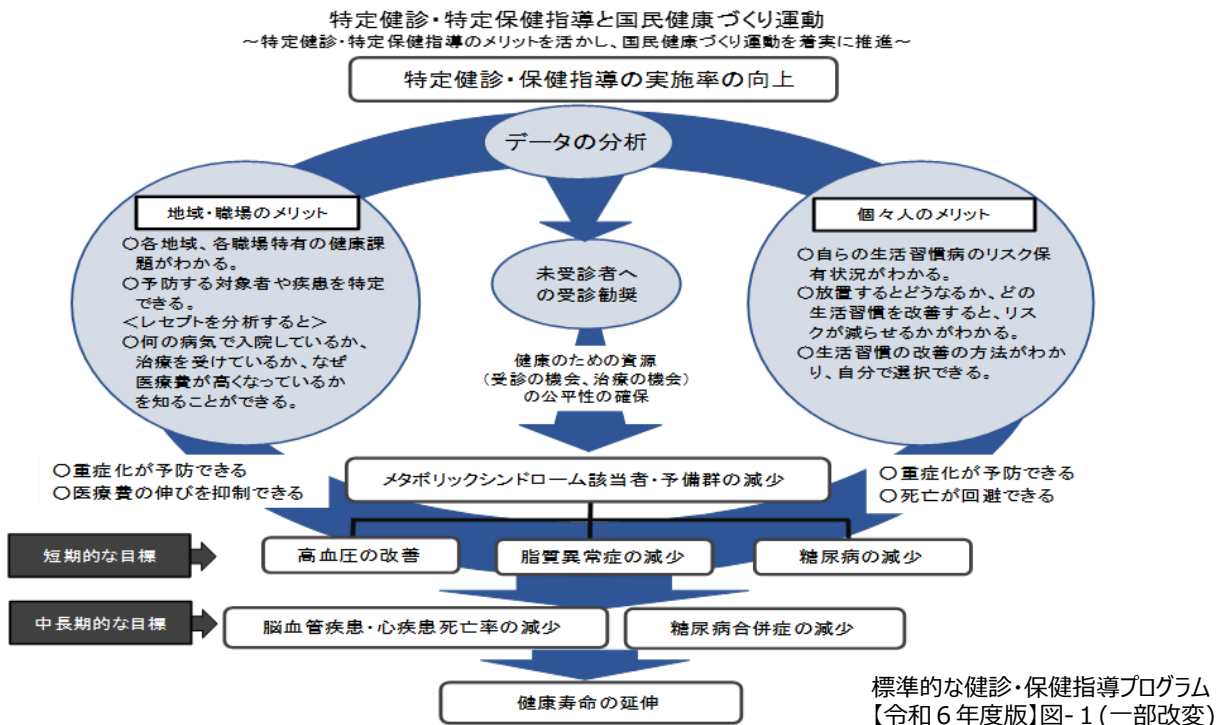 特定健診・特定保健指導と国民健康づくり運動
～特定健診・特定保健指導のメリットを活かし、国民健康づくり運動を着実に推進～
特定健診・保健指導の実施率の向上
データの分析
地域・職場のメリット
○各地域、各職場特有の健康課
題がわかる。
○予防する対象者や疾患を特定
できる。
＜レセプトを分析すると＞
○何の病気で入院しているか、
治療を受けているか、なぜ
医療費が高くなっているか
を知ることができる。
未受診者へ
の受診勧奨
健康のための資源
(受診の機会、治療の機会)
の公平性の確保
個々人のメリット
○自らの生活習慣病のリスク保
有状況がわかる。
○放置するとどうなるか、どの
生活習慣を改善すると、リス
クが減らせるかがわかる。
○生活習慣の改善の方法がわか
り、自分で選択できる。
○重症化が予防できる
○医療費の伸びを抑制できる
メタボリックシンドローム該当者・予備群の減少
○重症化が予防できる
○死亡が回避できる
短期的な目標
高血圧の改善
脂質異常症の減少
糖尿病の減少
中長期的な目標
脳血管疾患・心疾患死亡率の減少
糖尿病合併症の減少
健康寿命の延伸
標準的な健診・保健指導プログラム
【令和６年度版】図-１(一部改変)